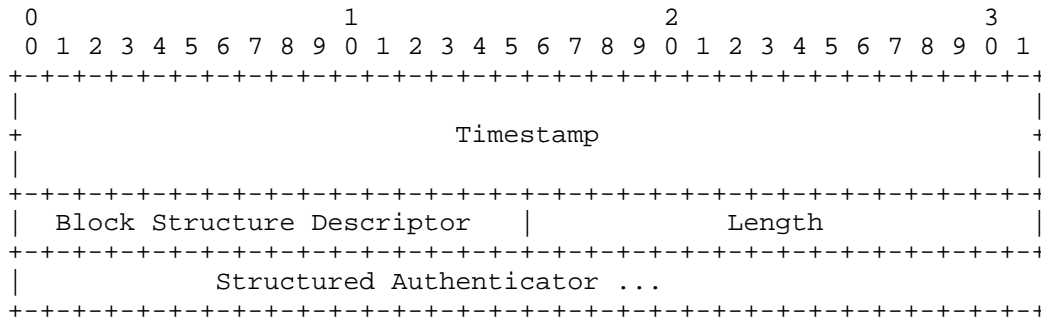 0                   1                   2                   3
 0 1 2 3 4 5 6 7 8 9 0 1 2 3 4 5 6 7 8 9 0 1 2 3 4 5 6 7 8 9 0 1
+-+-+-+-+-+-+-+-+-+-+-+-+-+-+-+-+-+-+-+-+-+-+-+-+-+-+-+-+-+-+-+-+
|                                                               |
+                           Timestamp                           +
|                                                               |
+-+-+-+-+-+-+-+-+-+-+-+-+-+-+-+-+-+-+-+-+-+-+-+-+-+-+-+-+-+-+-+-+
|  Block Structure Descriptor   |            Length             |
+-+-+-+-+-+-+-+-+-+-+-+-+-+-+-+-+-+-+-+-+-+-+-+-+-+-+-+-+-+-+-+-+
|            Structured Authenticator ...
+-+-+-+-+-+-+-+-+-+-+-+-+-+-+-+-+-+-+-+-+-+-+-+-+-+-+-+-+-+-+-+-+